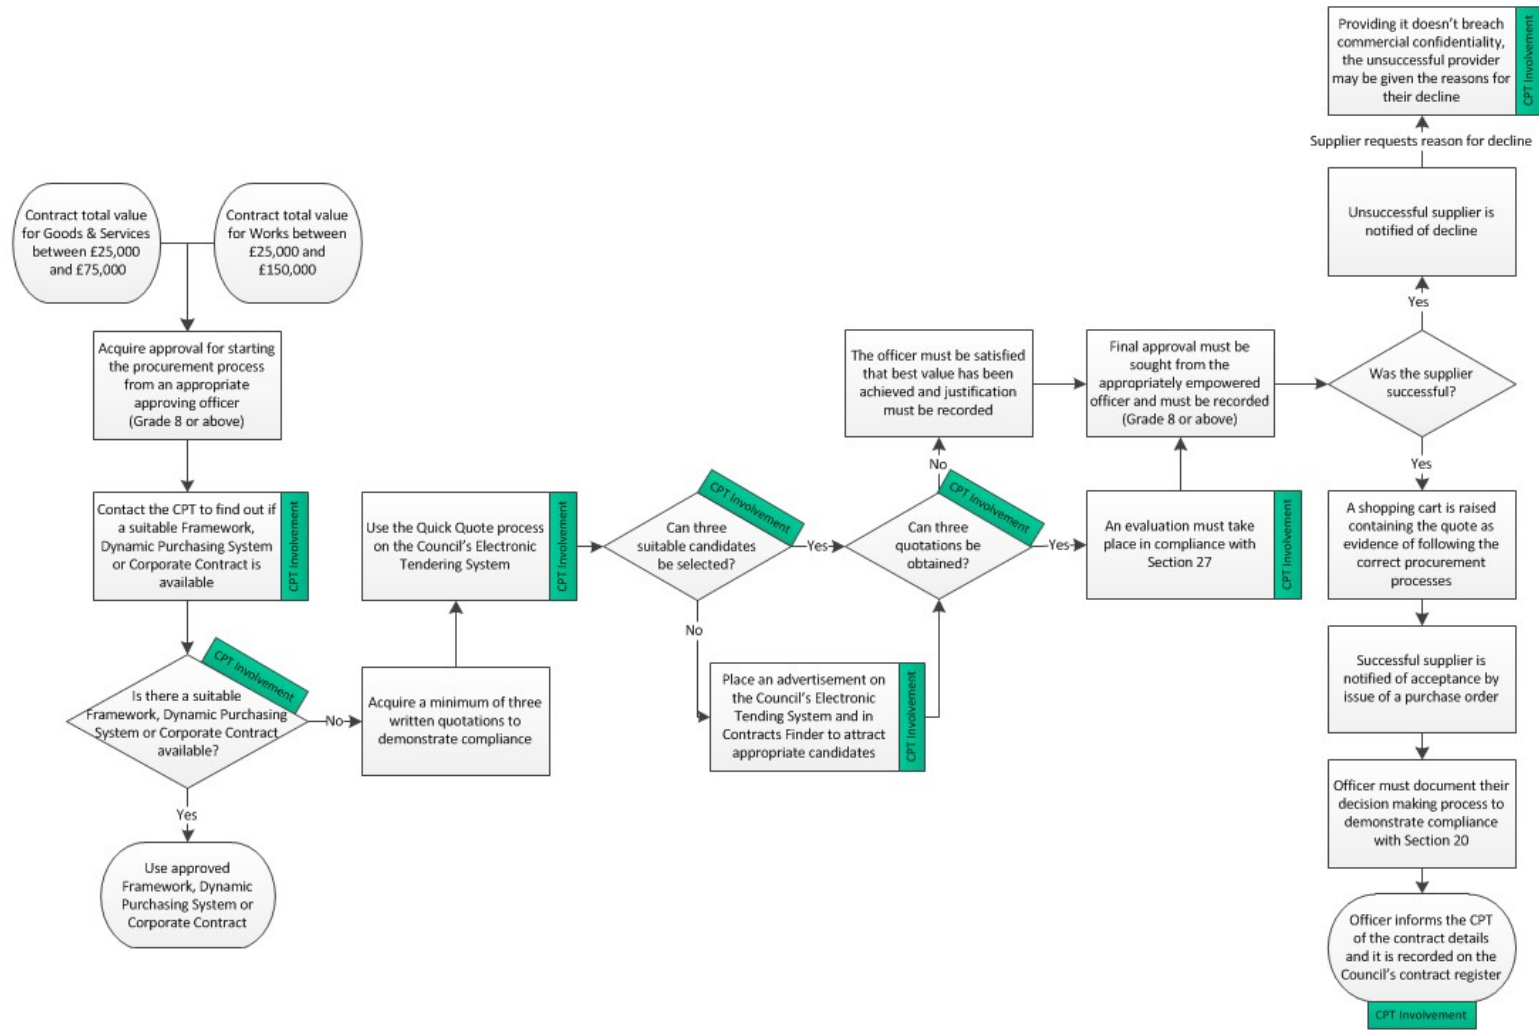 Providing it doesn't breach
commercial confidentiality,
the unsuccessful provider
may be given the reasons for
their decline
CPT Involvement
Supplier requests reason for decline
Unsuccessful supplier is
notified of decline
Yes
Contract total value
for Goods & Services
between £25,000
and £75,000
Contract total value
for Works between
£25,000 and
£150,000
Acquire approval for starting
the procurement process
from an appropriate
approving officer
(Grade 8 or above)
Contact the CPT to find out if
a suitable Framework,
Dynamic Purchasing System
or Corporate Contract is
available
CPT Involvement
Is there a suitable
Framework, Dynamic Purchasing
System or Corporate Contract
available?
CPT Involvement
No
Yes
Use approved
Framework, Dynamic
Purchasing System or
Corporate Contract
Acquire a minimum of three
written quotations to
demonstrate compliance
Use the Quick Quote process
on the Council's Electronic
Tendering System
CPT Involvement
Can three
suitable candidates
be selected?
CPT Involvement
Yes
No
Place an advertisement on
the Council's Electronic
Tending System and in
Contracts Finder to attract
appropriate candidates
CPT Involvement
Can three
quotations be
obtained?
CPT Involvement
No
Yes
The officer must be satisfied
that best value has been
achieved and justification
must be recorded
An evaluation must take
place in compliance with
Section 27
CPT Involvement
Final approval must be
sought from the
appropriately empowered
officer and must be recorded
(Grade 8 or above)
Was the supplier
successful?
Yes
A shopping cart is raised
containing the quote as
evidence of following the
correct procurement
processes
Successful supplier is
notified of acceptance by
issue of a purchase order
Officer must document their
decision making process to
demonstrate compliance
with Section 20
Officer informs the CPT
of the contract details
and it is recorded on the
Council's contract register
CPT Involvement